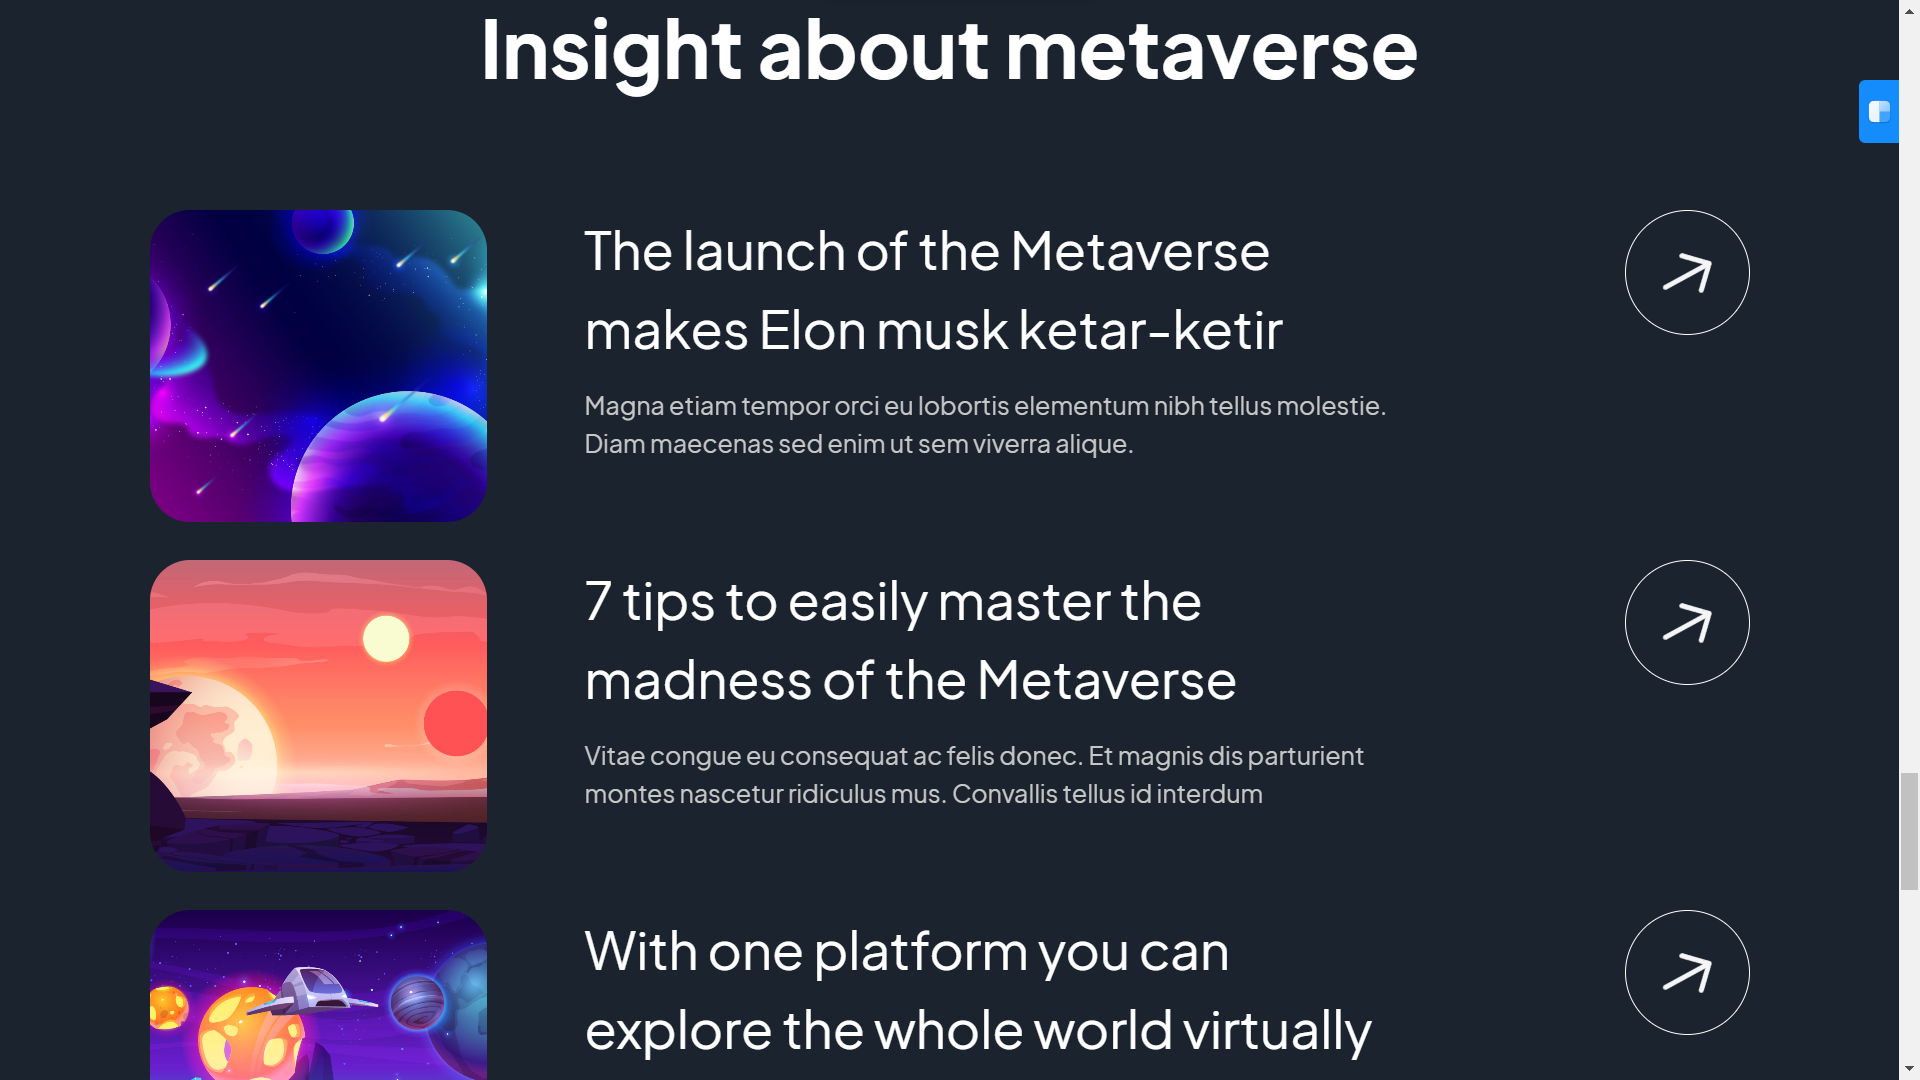 Insight about metaverse
The launch of the Metaverse
makes Elon musk ketar-ketir
Magna etiam tempor orci eu lobortis elementum nibh tellus molestie.
Diam maecenas sed enim ut sem viverra alique.
7 tips to easily master the
madness of the Metaverse
Vitae congue eu consequat ac felis donec. Et magnis dis parturient
montes nascetur ridiculus mus. Convallis tellus id interdum
With one platform you can
explore the whole world virtually